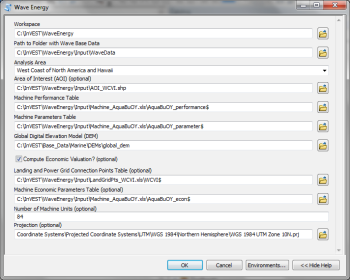 Wave Energy
Workspace
C:\InVEST\WaveEnergy
Path to Folder with Wave Base Data
C:\InVEST\WaveEnergy\Input\WaveData
Analysis Area
West Coast of North America and Hawaii
Area of Interest (AOI) (optional)
C:\InVEST\WaveEnergy\Input\AOI_WCVI.shp
Machine Performance Table
C:\InVEST\WaveEnergy\Input\Machine_AquaBuOY.xls\AquaBuOY_performance$
Machine Parameters Table
C:\InVEST\WaveEnergy\Input\Machine_AquaBuOY.xls\AquaBuOY_parameter$
Global Digital Elevation Model (DEM)
C:\InVEST\Base_Data\Marine\DEMs\global_dem
Compute Economic Valuation? (optional)
Landing and Power Grid Connection Points Table (optional)
C:\InVEST\WaveEnergy\Input\LandGridPts_WCVI.xls\WCVI$
Machine Economic Parameters Table (optional)
C:\InVEST\WaveEnergy\Input\Machine_AquaBuOY.xls\AquaBuOY_econ$
Number of Machine Units (optional)
84
Projection (optional)
Coordinate Systems\Projected Coordinate Systems\UTM\WGS 1984\Northern Hemisphere\WGS 1984 UTM Zone 10N.prj
OK
Cancel
Environments...
<< Hide Help